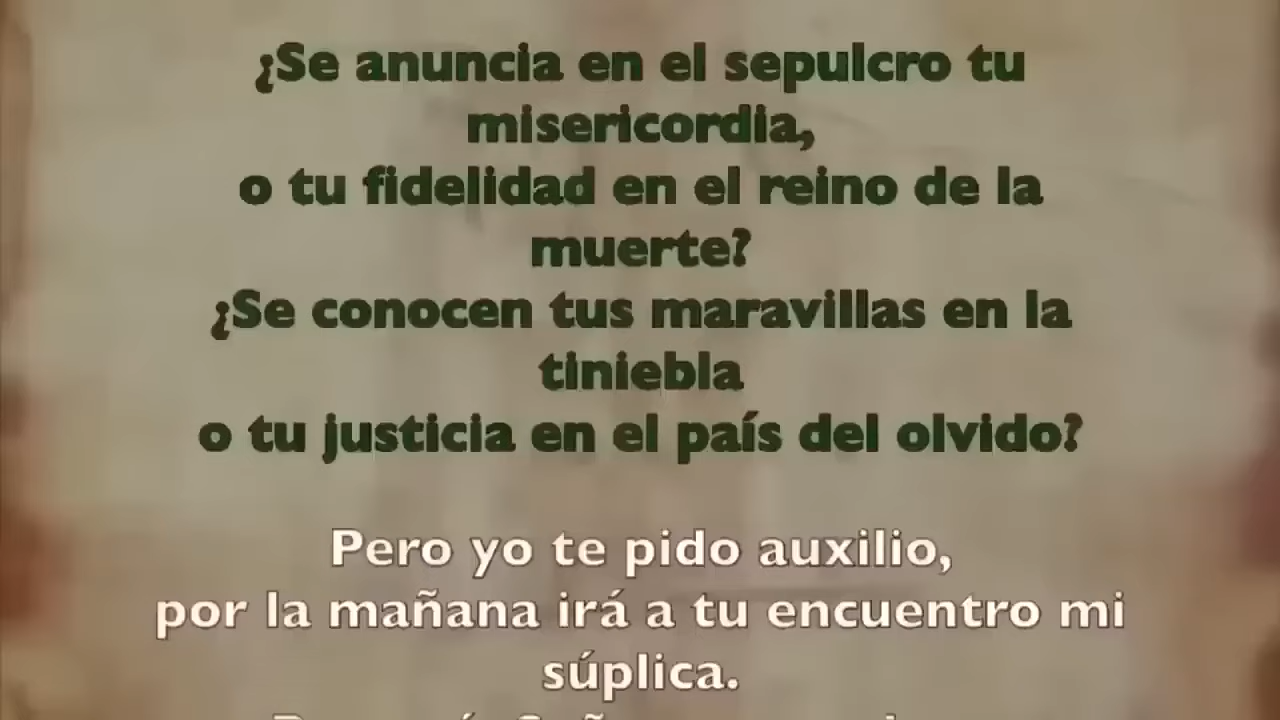 ¿Se anuncia en el sepulcro tu
misericordia,
o tu fidelidad en el reino de la
muerte?
¿Se conocen tus maravillas en la
tiniebla
o tu justicia en el país del olvido?
Pero yo te pido auxilio,
por la mañana irá a tu encuentro mi
súplica.